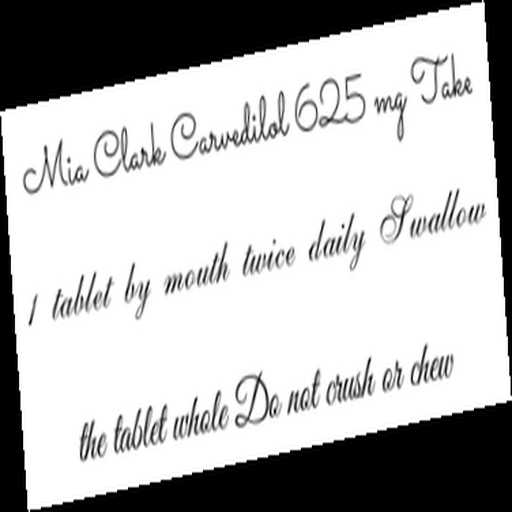 Mia Clark Carvedilol 625 mg Take
1 tablet by mouth twice daily Swallow
the tablet whole Do not crush or chew